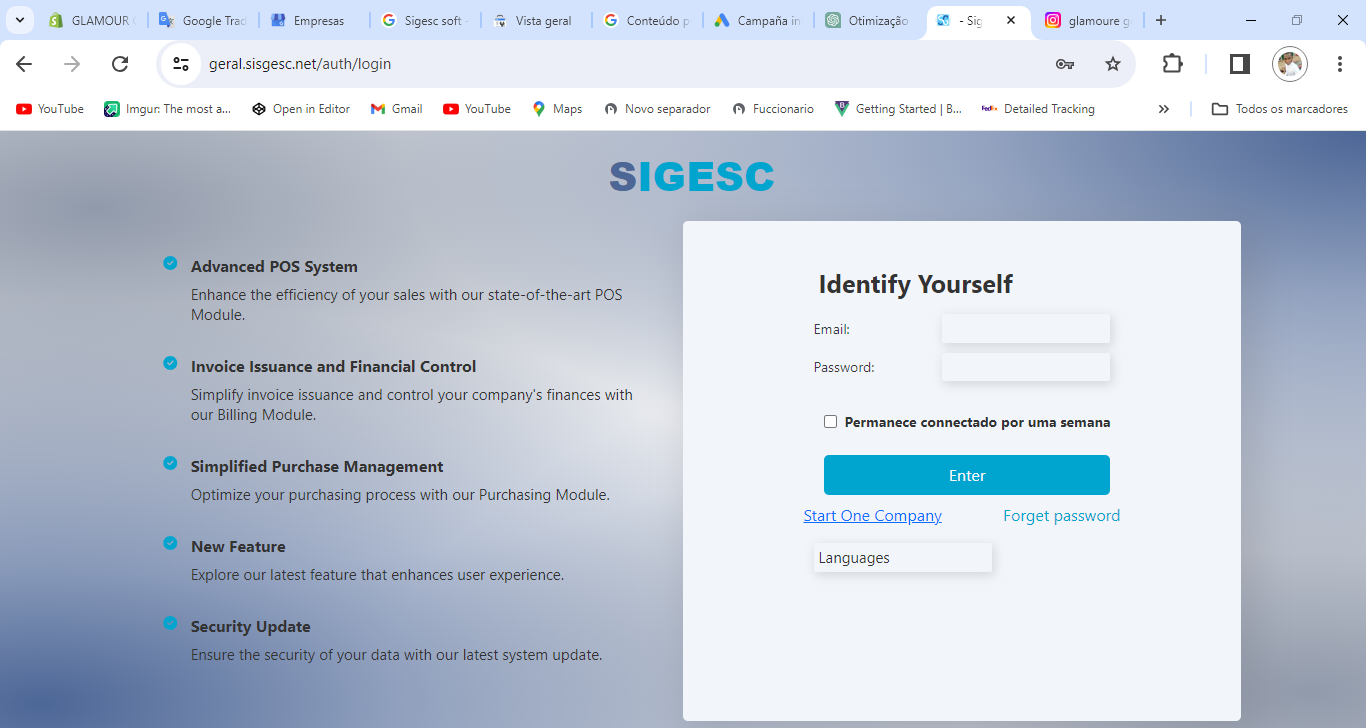 GLAMOUR
Google Trad
Empresas
Sigesc soft -
Vista geral
Conteúdo p
Campaña in
Otimização
- Sig
glamoure g
geral.sisgesc.net/auth/login
YouTube
Imgur: The most a...
Open in Editor
Gmail
YouTube
Maps
Novo separador
Fuccionario
Getting Started | B...
FedEx
Detailed Tracking
Todos os marcadores
SIGESC
Advanced POS System
Enhance the efficiency of your sales with our state-of-the-art POS
Module.
Invoice Issuance and Financial Control
Simplify invoice issuance and control your company's finances with
our Billing Module.
Simplified Purchase Management
Optimize your purchasing process with our Purchasing Module.
New Feature
Explore our latest feature that enhances user experience.
Security Update
Ensure the security of your data with our latest system update.
Identify Yourself
Email:
Password:
Permanece connectado por uma semana
Enter
Start One Company
Forget password
Languages